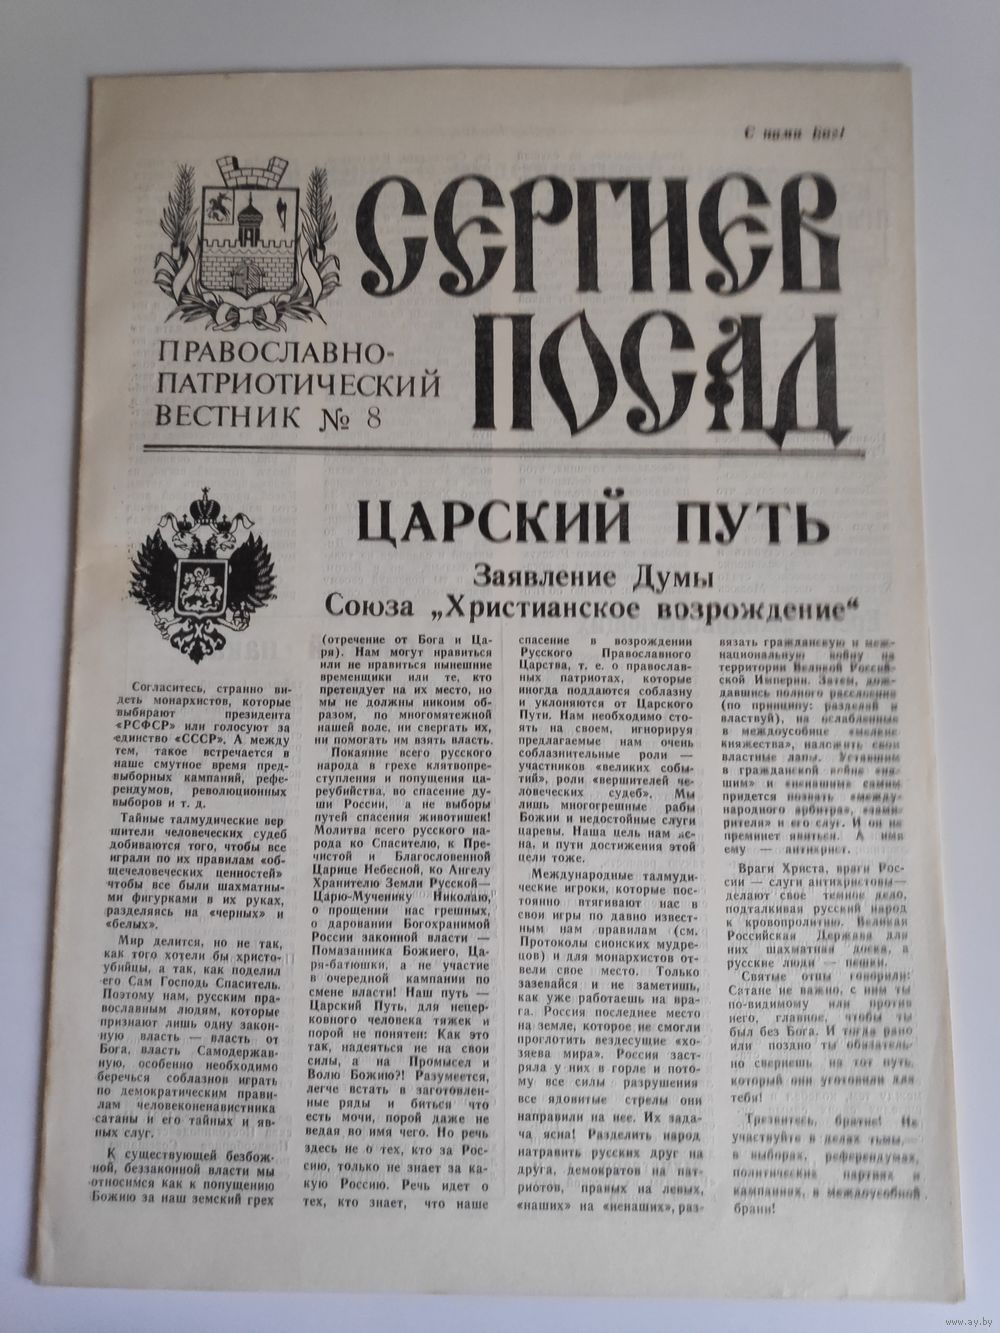 С нами Бог!
СЕРГИЕВ
ПОСАД
ПРАВОСЛАВНО-
ПАТРИОТИЧЕСКИЙ
ВЕСТНИК № 8
ЦАРСКИЙ ПУТЬ
Заявление Думы
Союза „Христианское возрождение“
Согласитесь, странно ви-
деть монархистов, которые
выбирают президента
«РСФСР» или голосуют за
единство «СССР». А между
тем, такое встречается в
наше смутное время пред-
выборных кампаний, рефе-
рендумов, революционных
выборов и т. д.
Тайные талмудические вер
шители человеческих судеб
добиваются того, чтобы все
играли по их правилам «об-
щечеловеческих ценностей»
чтобы все были шахматны-
ми фигурками в их руках,
разделяясь на «черных» и
«белых».
Мир делится, но не так,
как того хотели бы христо-
убийцы, а так, как поделил
его Сам Господь Спаситель.
Поэтому нам, русским пра-
вославным людям, которые
признают лишь одну закон-
ную власть — власть от
Бога, власть Самодержав-
ную, особенно необходимо
беречься соблазнов играть
по демократическим прави-
лам человеконенавистника
сатаны и его тайных и яв-
ных слуг.
К существующей безбож-
ной, беззаконной власти мы
относимся как к попущению
Божию за наш земский грех
(отречение от Бога и Ца-
ря). Нам могут нравиться
или не нравиться нынешние
временщики или те, кто
претендует на их место, но
мы не должны никоим об-
разом, по многомятежной
нашей воле, ни свергать их,
ни помогать им взять власть.
Покаяние всего русского
народа в грехе клятвопре-
ступления и попущения ца-
реубийства, во спасение ду-
ши России, а не выборы
путей спасения животишек!
Молитва всего русского на-
рода ко Спасителю, к Пре-
чистой и Благословенной
Царице Небесной, ко Ангелу
Хранителю Земли Русской—
Царю-Мученику Николаю,
о прощении нас грешных,
о даровании Богохранимой
России законной власти —
Помазанника Божиего, Ца-
ря-батюшки, а не участие
в очередной кампании по
смене власти! Наш путь —
Царский Путь, для нецер-
ковного человека тяжек и
порой не понятен: Как это
так, надеяться не на свои
силы, а на Промысел и
Волю Божию?! Разумеется,
легче встать в заготовлен-
ные ряды и биться что
есть мочи, порой даже не
ведая во имя чего. Но речь
здесь не о тех, кто за Рос-
сию, только не знает за ка-
кую Россию. Речь идет о
тех, кто знает, что наше
спасение в возрождении
Русского Православного
Царства, т. е. о православ-
ных патриотах, которые
иногда поддаются соблазну
и уклоняются от Царского
Пути. Нам необходимо сто-
ять на своем, игнорируя
предлагаемые нам очень
соблазнительные роли —
участников «великих собы-
тий», роли «вершителей че-
ловеческих судеб». Мы
лишь многогрешные рабы
Божии и недостойные слуги
царевы. Наша цель нам яс-
на, и пути достижения этой
цели тоже.
Международные талмуди-
ческие игроки, которые пос-
тоянно втягивают нас в
свои игры по давно извест-
ным нам правилам (см.
Протоколы сионских мудре-
цов) и для монархистов от-
вели свое место. Только
зазевайся и не заметишь,
как уже работаешь на вра-
га. Россия последнее место
на земле, которое не смогли
проглотить вездесущие «хо-
зяева мира». Россия заст-
ряла у них в горле и пото-
му все силы разрушения
все ядовитые стрелы они
направили на нее. Их зада-
ча ясна! Разделить народ
натравить русских друг на
друга, демократов на пат-
риотов, правых на левых,
«наших» на «ненаших», раз-
вязать гражданскую и меж-
национальную войну на
территории Великой Россий-
ской Империи. Затем, дож-
давшись полного расслоения
(по принципу: разделяй и
властвуй), на ослабленные
в междоусобице «мелкие
княжества», наложить свои
властные лапы. Уставшим
в гражданской войне «на-
шим» и «ненашим» самим
придется позвать «между-
народного арбитра», «зами-
рителя» и его слуг. И он не
преминет явиться. А имя
ему — антихрист.
Враги Христа, враги Рос-
сии — слуги антихристовы—
делают свое темное дело,
подталкивая русский народ
к кровопролитию. Великая
Российская Держава для
них шахматная доска, а
русские люди — пешки.
Святые отцы говорили:
Сатане не важно, с ним ты
по-видимому или против
него, главное, чтобы ты
был без Бога. И тогда рано
или поздно ты обязатель-
но свернешь на тот путь,
который они уготовили для
тебя!
Трезвитесь, братие! Не
участвуйте в делах тьмы,
в выборах, референдумах,
политических партиях и
кампаниях, в междоусобной
брани!
www.ay.by